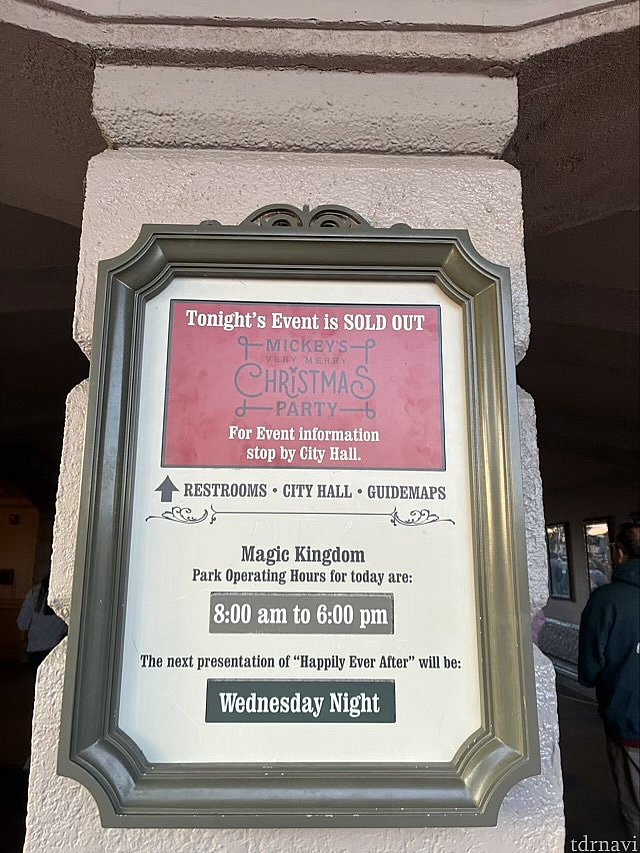 Tonight's Event is SOLD OUT
MICKEY'S
VERY MERRY
CHRISTMAS
PARTY
For Event information
stop by City Hall.
RESTROOMS • CITY HALL • GUIDEMAPS
Magic Kingdom
Park Operating Hours for today are:
8:00 am to 6:00 pm
The next presentation of "Happily Ever After" will be:
Wednesday Night
tdrnavi